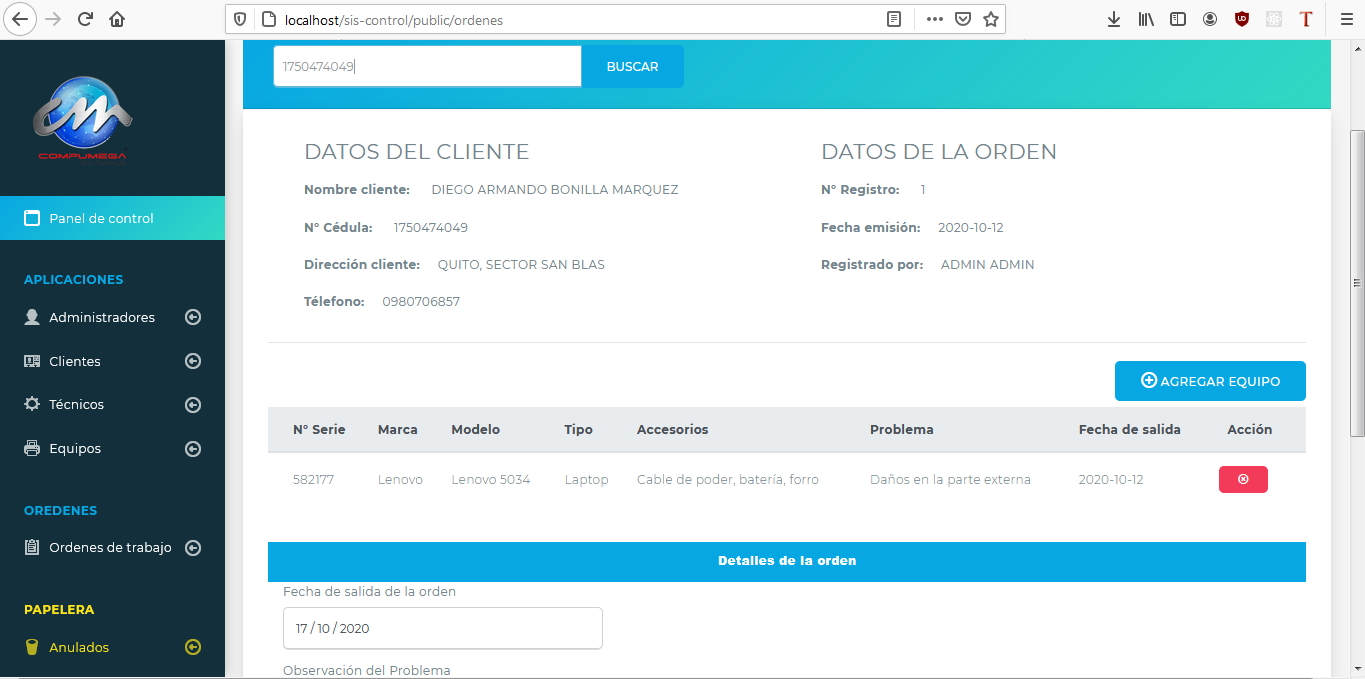 localhost/sis-control/public/ordenes
COMPUMEGA
Panel de control
APLICACIONES
Administradores
Clientes
Técnicos
Equipos
OREDENES
Ordenes de trabajo
PAPELERA
Anulados
1750474049
BUSCAR
DATOS DEL CLIENTE
Nombre cliente: DIEGO ARMANDO BONILLA MARQUEZ
N° Cédula: 1750474049
Dirección cliente: QUITO, SECTOR SAN BLAS
Télefono: 0980706857
DATOS DE LA ORDEN
N° Registro: 1
Fecha emisión: 2020-10-12
Registrado por: ADMIN ADMIN
AGREGAR EQUIPO
N° Serie Marca Modelo Tipo Accesorios Problema Fecha de salida Acción
582177 Lenovo Lenovo 5034 Laptop Cable de poder, batería, forro Daños en la parte externa 2020-10-12
Detalles de la orden
Fecha de salida de la orden
17 / 10 / 2020
Observación del Problema